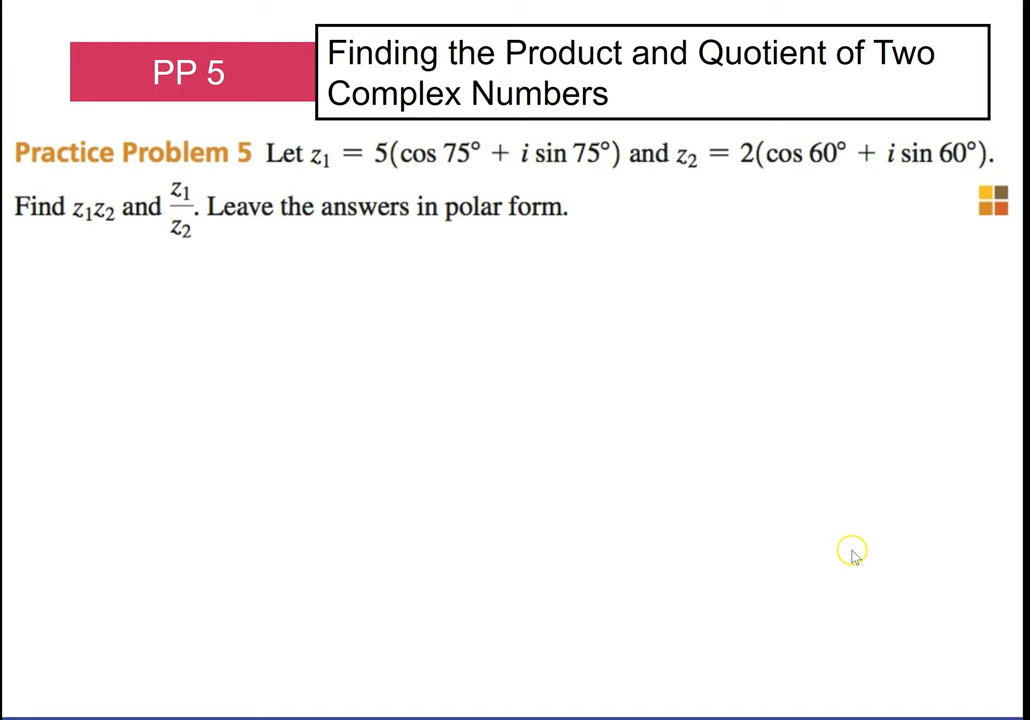 PP 5
Finding the Product and Quotient of Two
Complex Numbers
Practice Problem 5 Let z₁ = 5(cos 75° + i sin 75°) and z₂ = 2(cos 60° + i sin 60°).
Find z₁z₂ and z₁/z₂. Leave the answers in polar form.